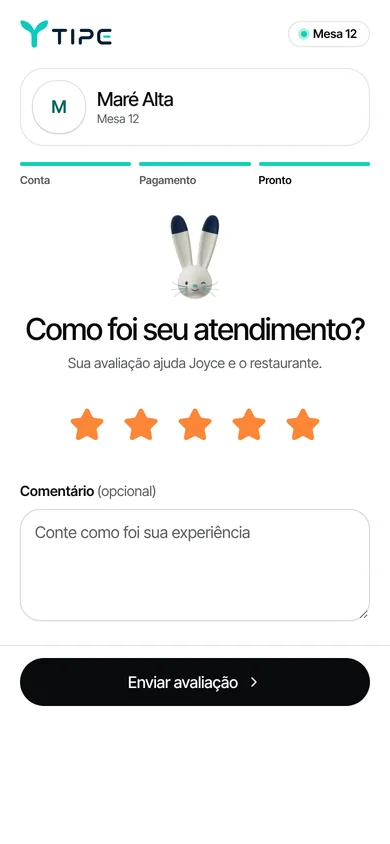 TIPE
Mesa 12
M
Maré Alta
Mesa 12
Conta
Pagamento
Pronto
Como foi seu atendimento?
Sua avaliação ajuda Joyce e o restaurante.
Comentário (opcional)
Conte como foi sua experiência
Enviar avaliação